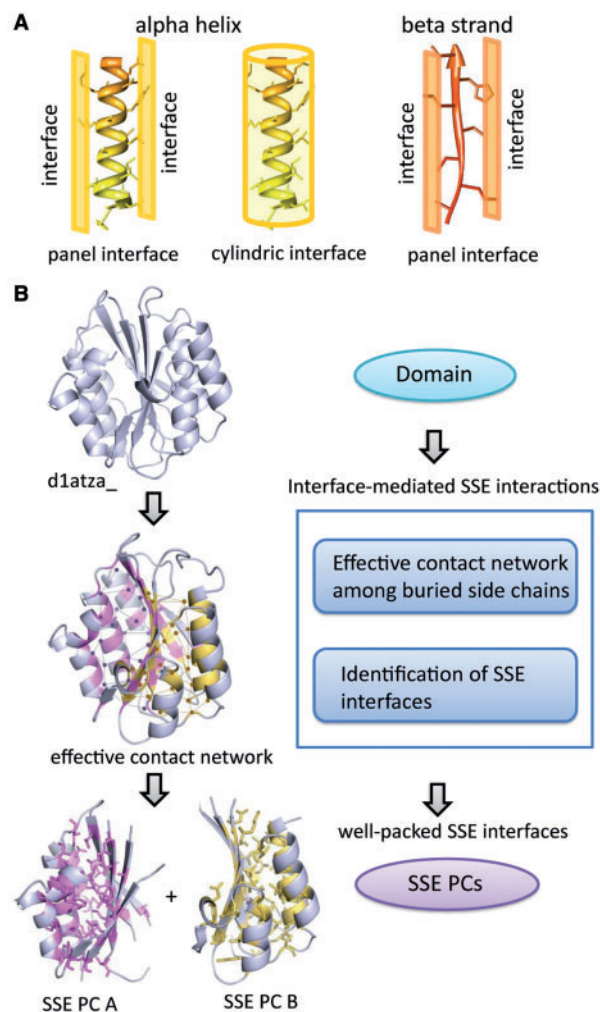 A
alpha helix
beta strand
interface
interface
interface
interface
panel interface
cylindric interface
panel interface
B
d1atza_
Domain
Interface-mediated SSE interactions
Effective contact network
among buried side chains
Identification of SSE
interfaces
effective contact network
well-packed SSE interfaces
SSE PCs
+
SSE PC A
SSE PC B